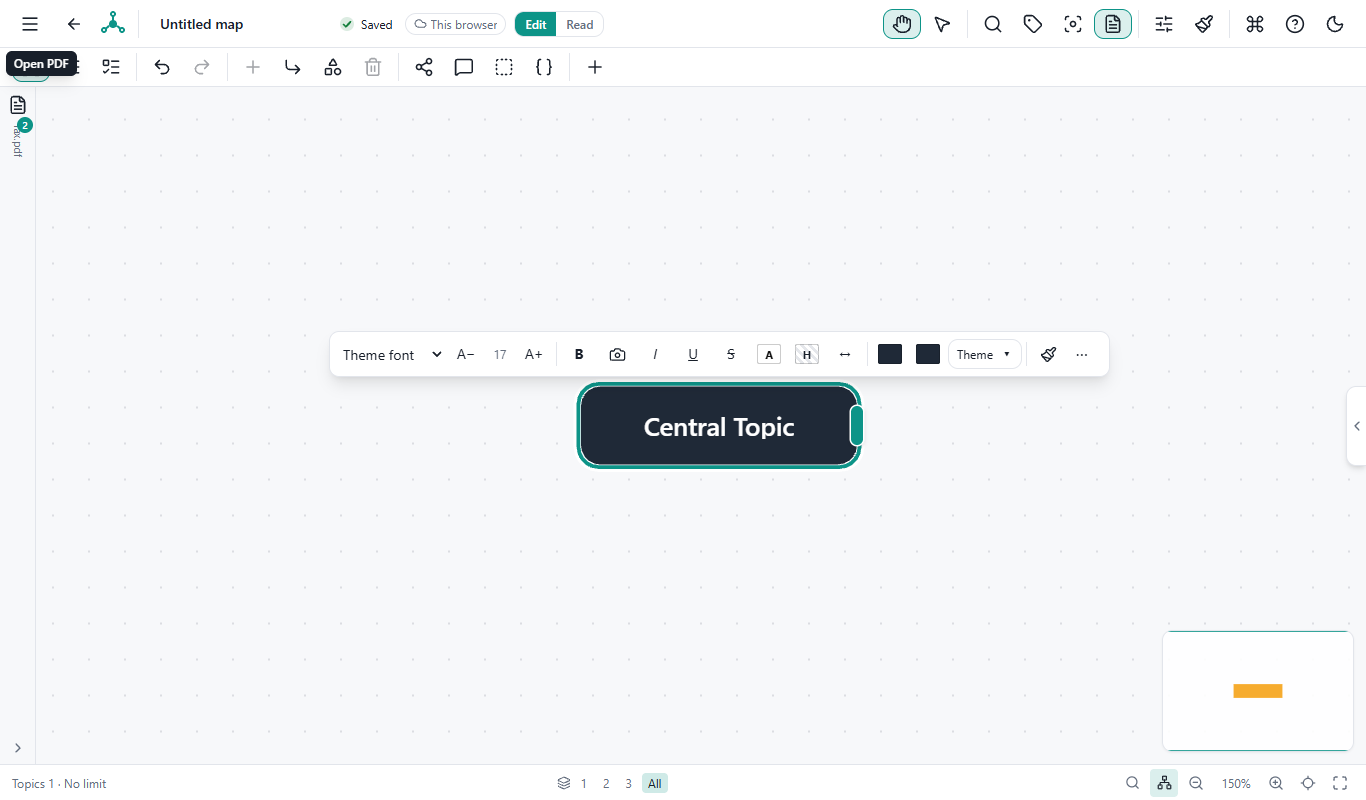 Untitled map
Saved
This browser
Edit
Read
Open PDF
2
.pdf
Theme font
A−
17
A+
B
I
U
S
A
H
Theme
Central Topic
Topics 1 · No limit
1
2
3
All
150%